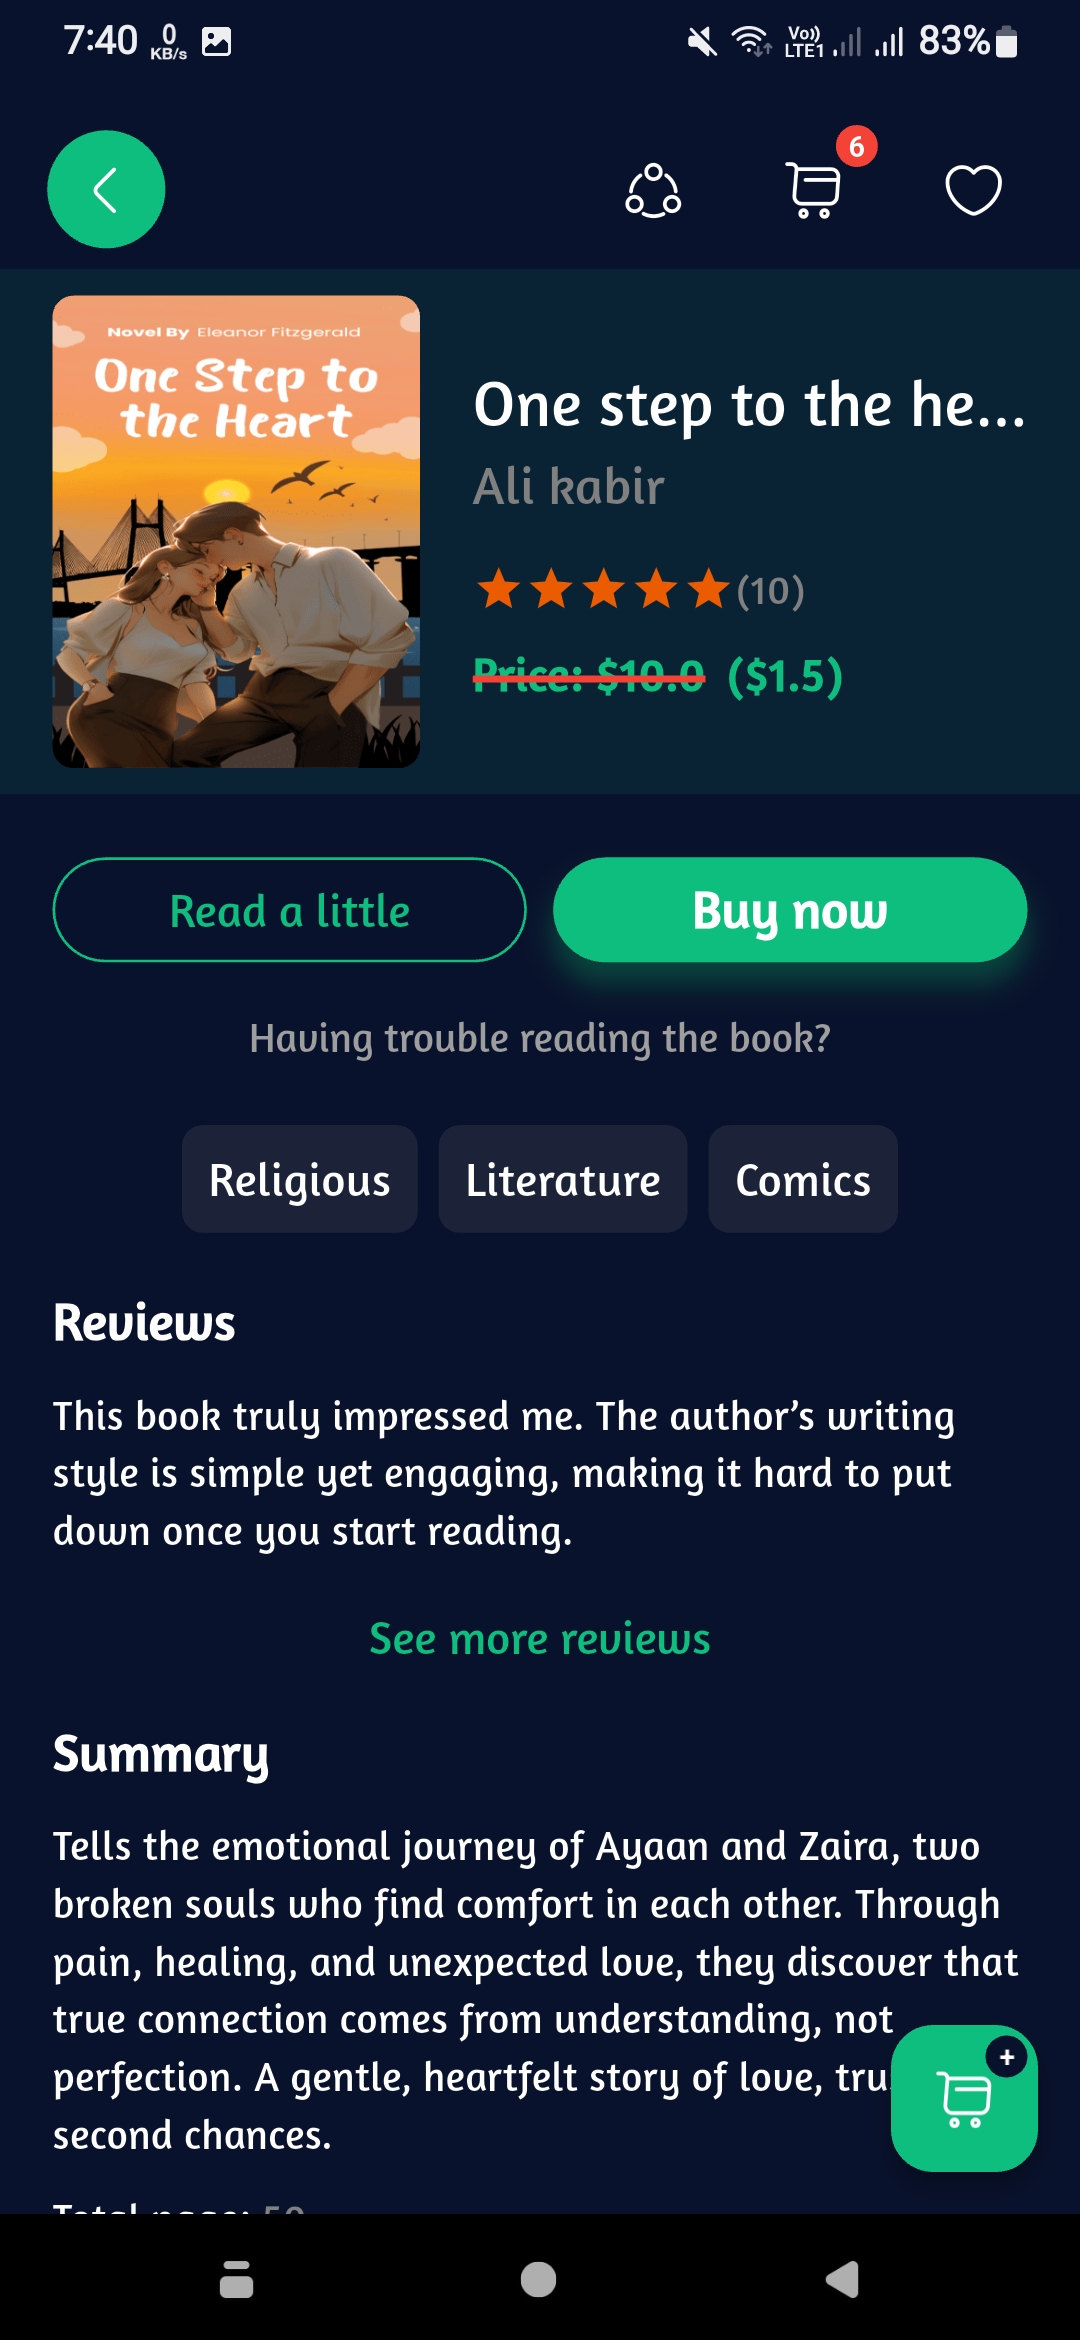 7:40 0 KB/s Vo)) LTE1 83%
6
Novel By Eleanor Fitzgerald
One Step to
the Heart
One step to the he...
Ali kabir
(10)
Price: $10.0 ($1.5)
Read a little
Buy now
Having trouble reading the book?
Religious
Literature
Comics
Reviews
This book truly impressed me. The author’s writing
style is simple yet engaging, making it hard to put
down once you start reading.
See more reviews
Summary
Tells the emotional journey of Ayaan and Zaira, two
broken souls who find comfort in each other. Through
pain, healing, and unexpected love, they discover that
true connection comes from understanding, not
perfection. A gentle, heartfelt story of love,
second chances.
+